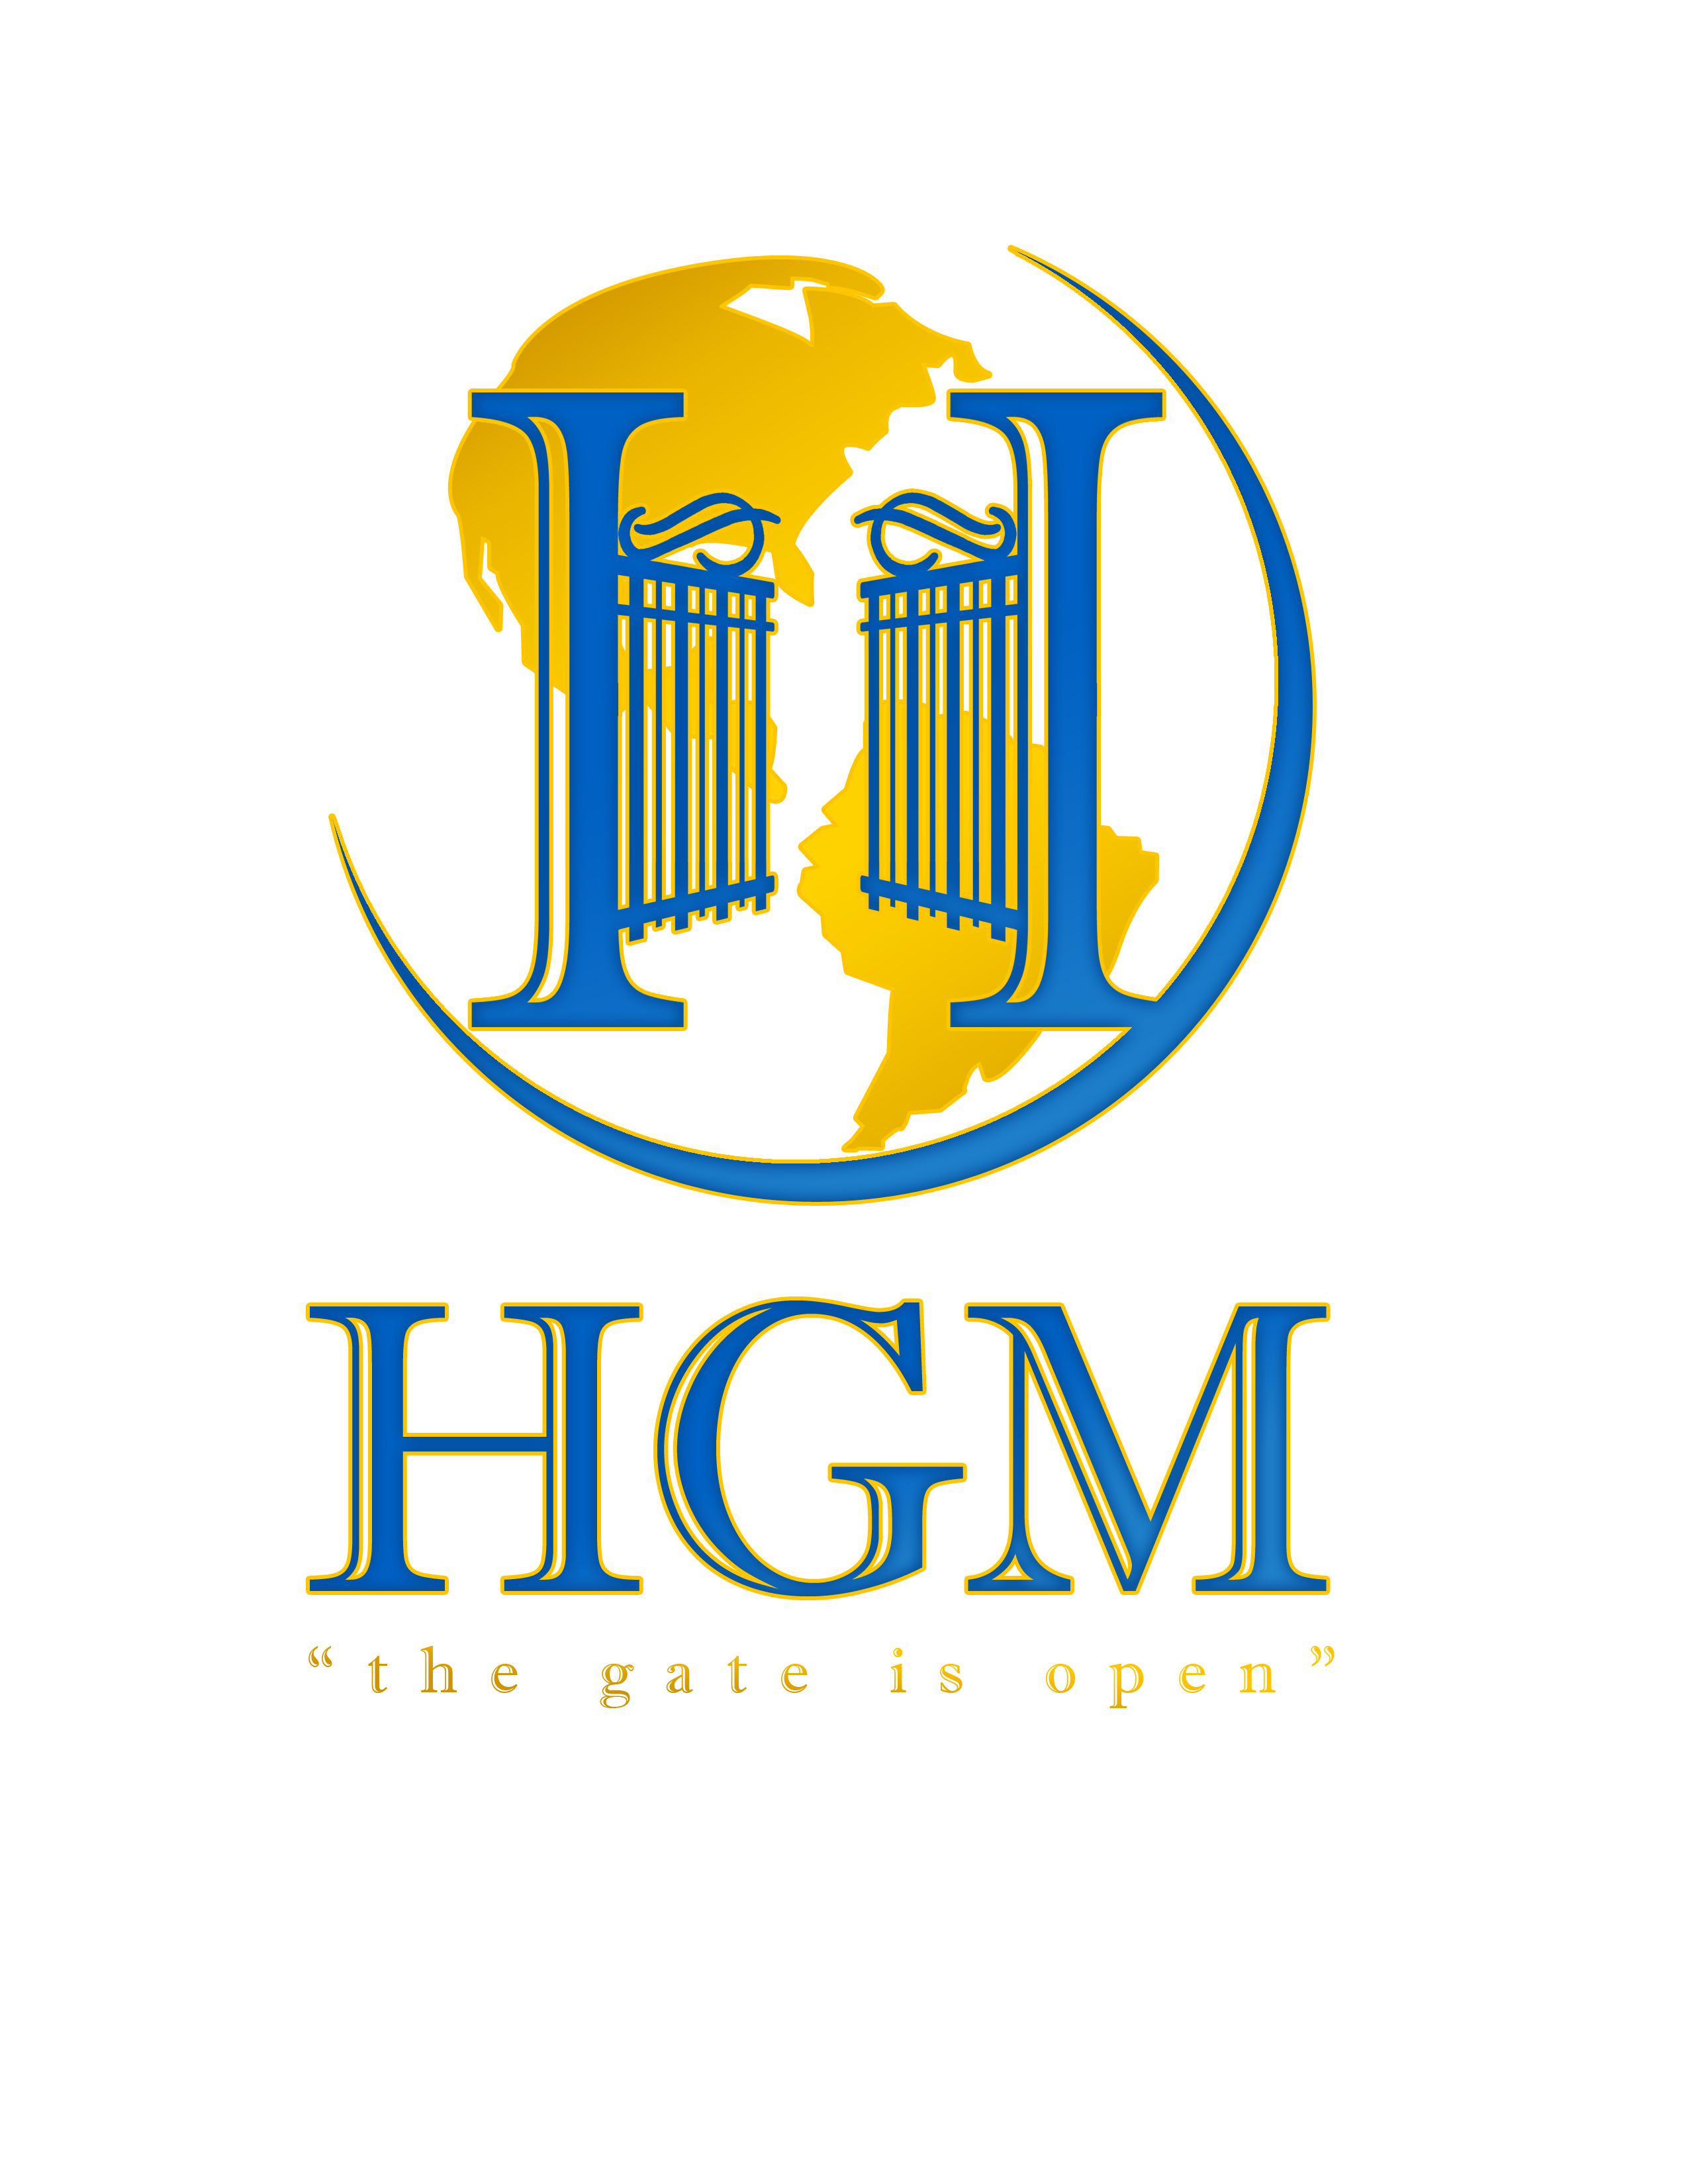 HGM
“the gate is open”